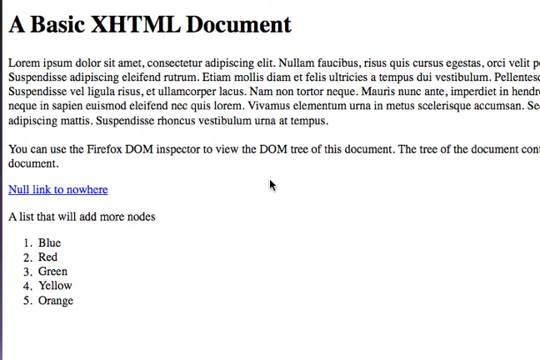 A Basic XHTML Document
Lorem ipsum dolor sit amet, consectetur adipiscing elit. Nullam faucibus, risus quis cursus egestas, orci velit
Suspendisse adipiscing eleifend rutrum. Etiam mollis diam et felis ultricies a tempus dui vestibulum.
Suspendisse vel ligula risus, et ullamcorper lacus. Nam non tortor neque. Mauris nunc ante, imperdiet in
neque in sapien euismod eleifend nec quis lorem. Vivamus elementum urna in metus scelerisque accumsan.
adipiscing mattis. Suspendisse rhoncus vestibulum urna at tempus.
You can use the Firefox DOM inspector to view the DOM tree of this document. The tree of the document
document.
Null link to nowhere
A list that will add more nodes
1. Blue
2. Red
3. Green
4. Yellow
5. Orange